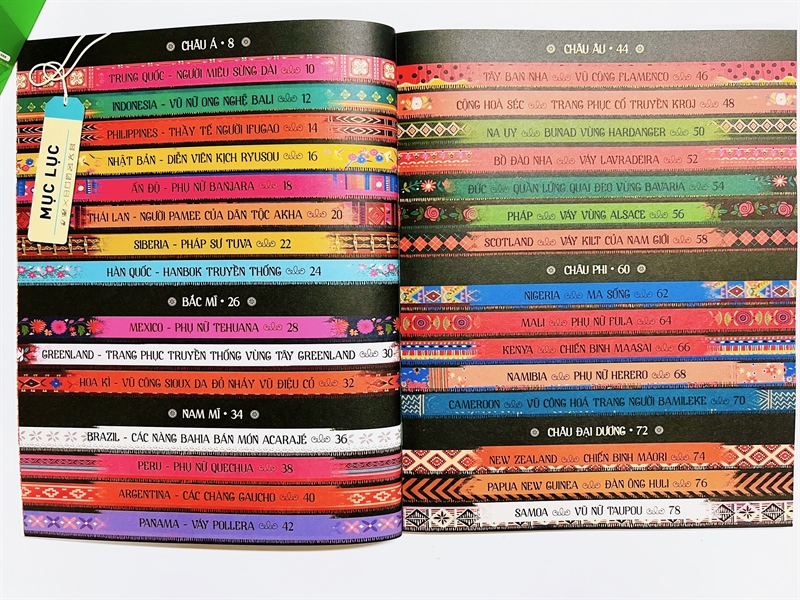 MỤC LỤC
CHÂU Á • 8
TRUNG QUỐC - NGƯỜI MIÊU SỪNG DÀI 10
INDONESIA - VŨ NỮ ONG NGHỆ BALI 12
PHILIPPINES - THẦY TẾ NGƯỜI IFUGAO 14
NHẬT BẢN - DIỄN VIÊN KỊCH RYUSOU 16
ẤN ĐỘ - PHỤ NỮ BANJARA 18
THÁI LAN - NGƯỜI PAMEE CỦA DÂN TỘC AKHA 20
SIBERIA - PHÁP SƯ TUVA 22
HÀN QUỐC - HANBOK TRUYỀN THỐNG 24
BẮC MĨ • 26
MEXICO - PHỤ NỮ TEHUANA 28
GREENLAND - TRANG PHỤC TRUYỀN THỐNG VÙNG TÂY GREENLAND 30
HOA KÌ - VŨ CÔNG SIOUX DA ĐỎ NHẢY VŨ ĐIỆU CỎ 32
NAM MĨ • 34
BRAZIL - CÁC NÀNG BAHIA BÁN MÓN ACARAJÉ 36
PERU - PHỤ NỮ QUECHUA 38
ARGENTINA - CÁC CHÀNG GAUCHO 40
PANAMA - VÁY POLLERA 42
CHÂU ÂU • 44
TÂY BAN NHA VŨ CÔNG FLAMENCO 46
CỘNG HOÀ SÉC TRANG PHỤC CỔ TRUYỀN KROJ 48
NA UY BUNAD VÙNG HARDANGER 50
BỒ ĐÀO NHA VÁY LAVRADEIRA 52
ĐỨC QUẦN LỬNG QUAI ĐEO VÙNG BAVARIA 54
PHÁP VÁY VÙNG ALSACE 56
SCOTLAND VÁY KILT CỦA NAM GIỚI 58
CHÂU PHI • 60
NIGERIA MA SỐNG 62
MALI PHỤ NỮ FULA 64
KENYA CHIẾN BINH MAASAI 66
NAMIBIA PHỤ NỮ HERERO 68
CAMEROON VŨ CÔNG HOÁ TRANG NGƯỜI BAMILEKE 70
CHÂU ĐẠI DƯƠNG • 72
NEW ZEALAND CHIẾN BINH MĀORI 74
PAPUA NEW GUINEA ĐÀN ÔNG HULI 76
SAMOA VŨ NỮ TAUPOU 78